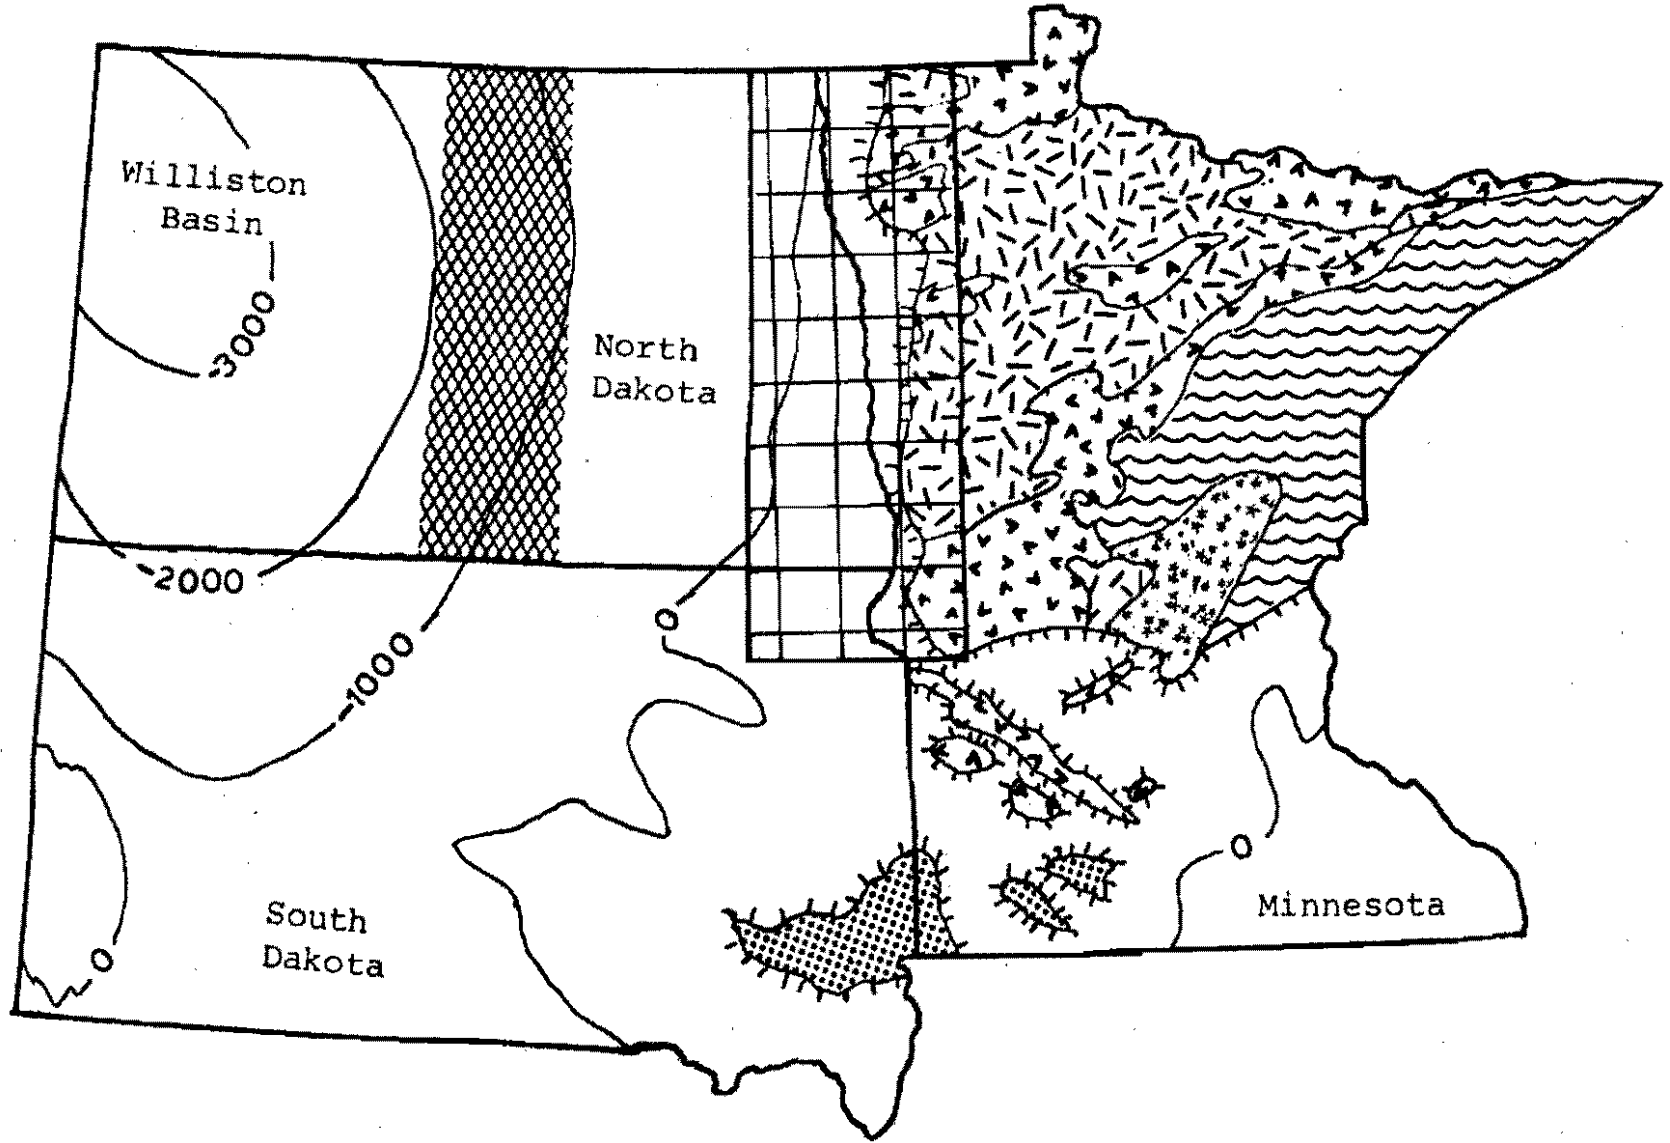 Williston
Basin
-3000
North
Dakota
-2000
0
-1000
0
Minnesota
South
Dakota
0